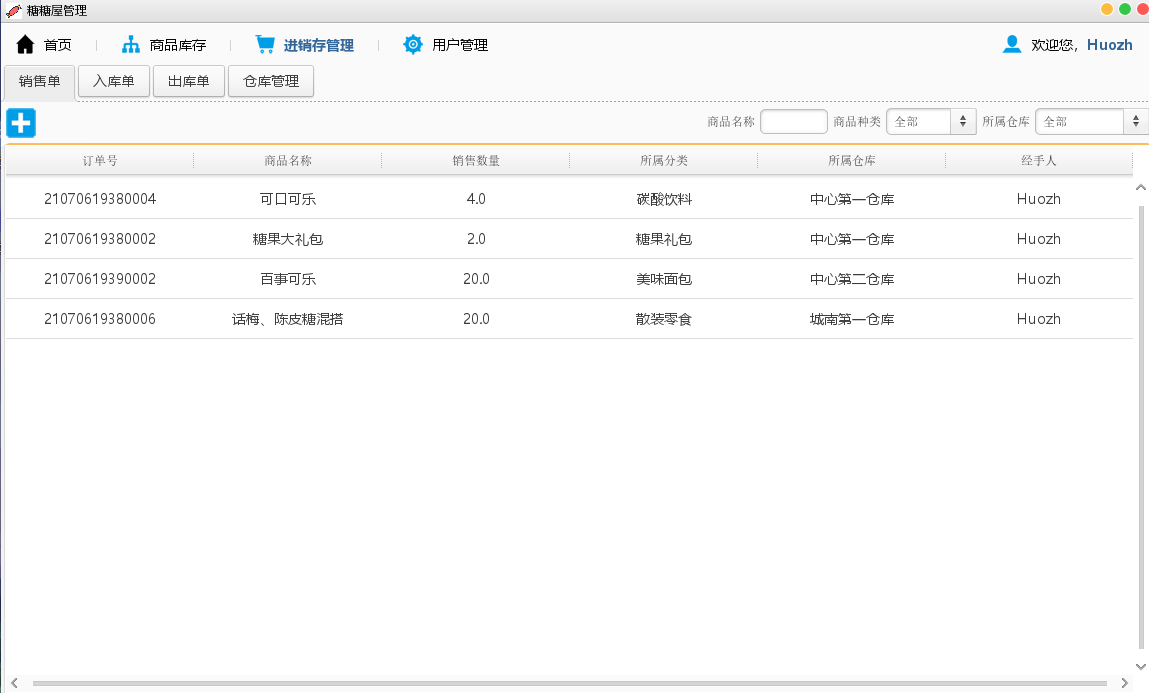 糖糖屋管理
首页 商品库存 进销存管理 用户管理 欢迎您，Huozh
销售单 入库单 出库单 仓库管理
商品名称 商品种类 全部 所属仓库 全部
订单号 商品名称 销售数量 所属分类 所属仓库 经手人
21070619380004 可口可乐 4.0 碳酸饮料 中心第一仓库 Huozh
21070619380002 糖果大礼包 2.0 糖果礼包 中心第一仓库 Huozh
21070619390002 百事可乐 20.0 美味面包 中心第二仓库 Huozh
21070619380006 话梅、陈皮糖混搭 20.0 散装零食 城南第一仓库 Huozh